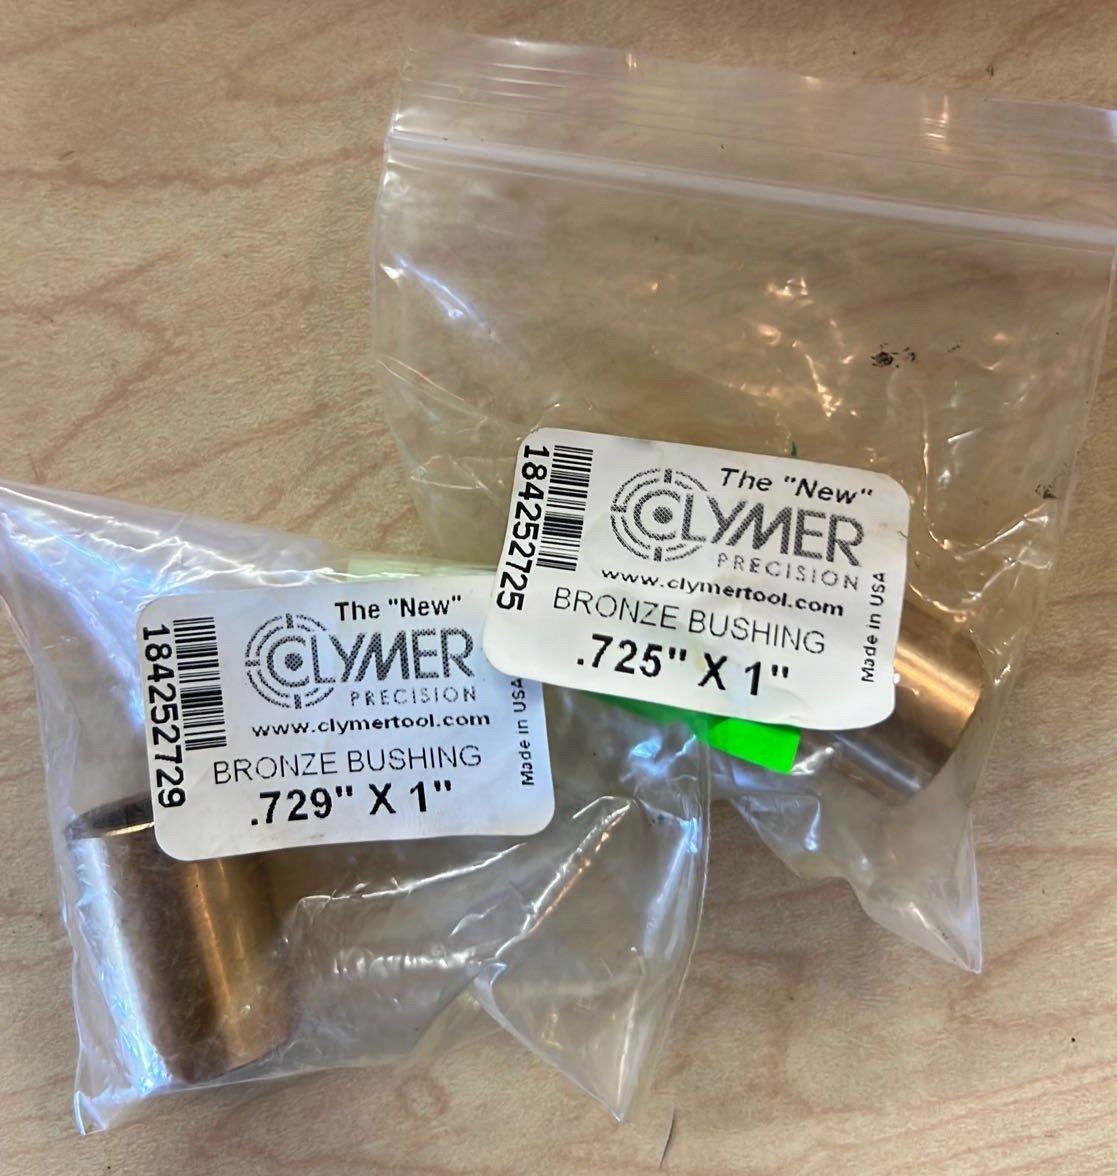 The "New"
CLYMER
PRECISION
www.clymertool.com
BRONZE BUSHING
.725" X 1"
184252725
Made in USA
The "New"
CLYMER
PRECISION
www.clymertool.com
BRONZE BUSHING
.729" X 1"
184252729
Made in USA